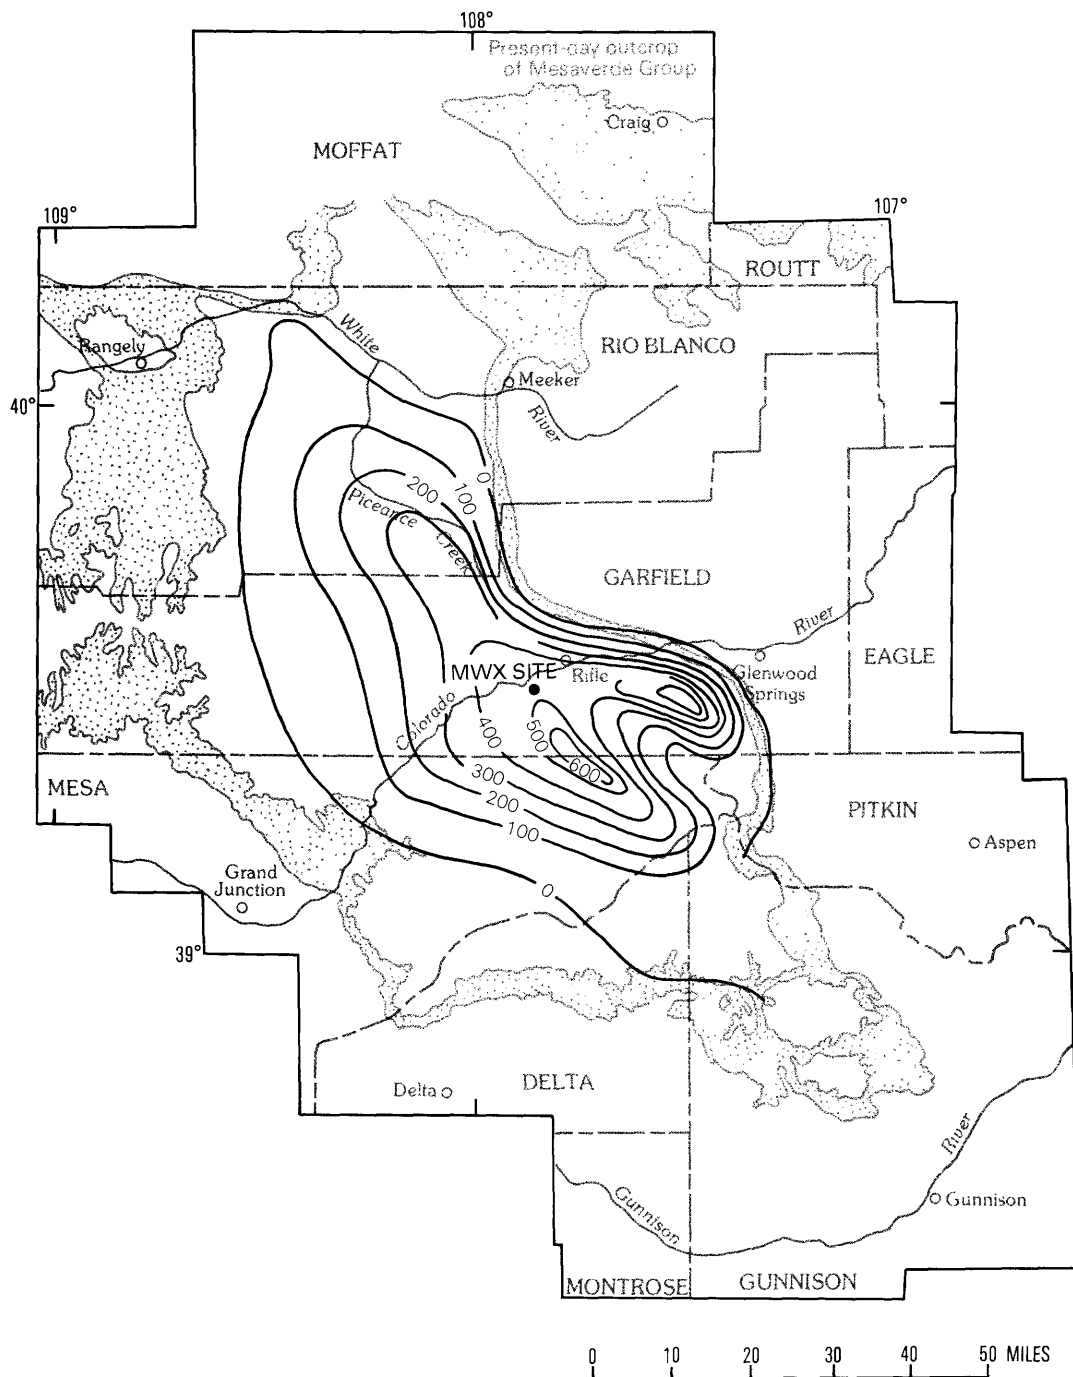 108°
Present-day outcrop
of Mesaverde Group
Craig
MOFFAT
109°
107°
ROUTT
White
Rangely
RIO BLANCO
Meeker
40°
River
0
100
200
Piceance
Creek
GARFIELD
River
EAGLE
MWX SITE
Rifle
Glenwood
Springs
Colorado
400
500
600
300
200
100
0
MESA
PITKIN
Aspen
Grand
Junction
39°
Delta
DELTA
River
Gunnison
Gunnison
MONTROSE
GUNNISON
0 10 20 30 40 50 MILES